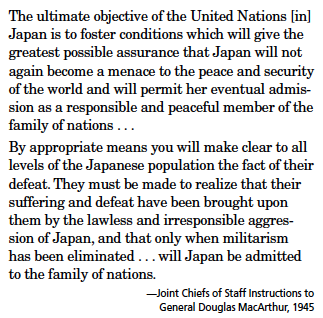 The ultimate objective of the United Nations [in]
Japan is to foster conditions which will give the
greatest possible assurance that Japan will not
again become a menace to the peace and security
of the world and will permit her eventual admis-
sion as a responsible and peaceful member of the
family of nations . . .
By appropriate means you will make clear to all
levels of the Japanese population the fact of their
defeat. They must be made to realize that their
suffering and defeat have been brought upon
them by the lawless and irresponsible aggres-
sion of Japan, and that only when militarism
has been eliminated . . . will Japan be admitted
to the family of nations.
—Joint Chiefs of Staff Instructions to
General Douglas MacArthur, 1945